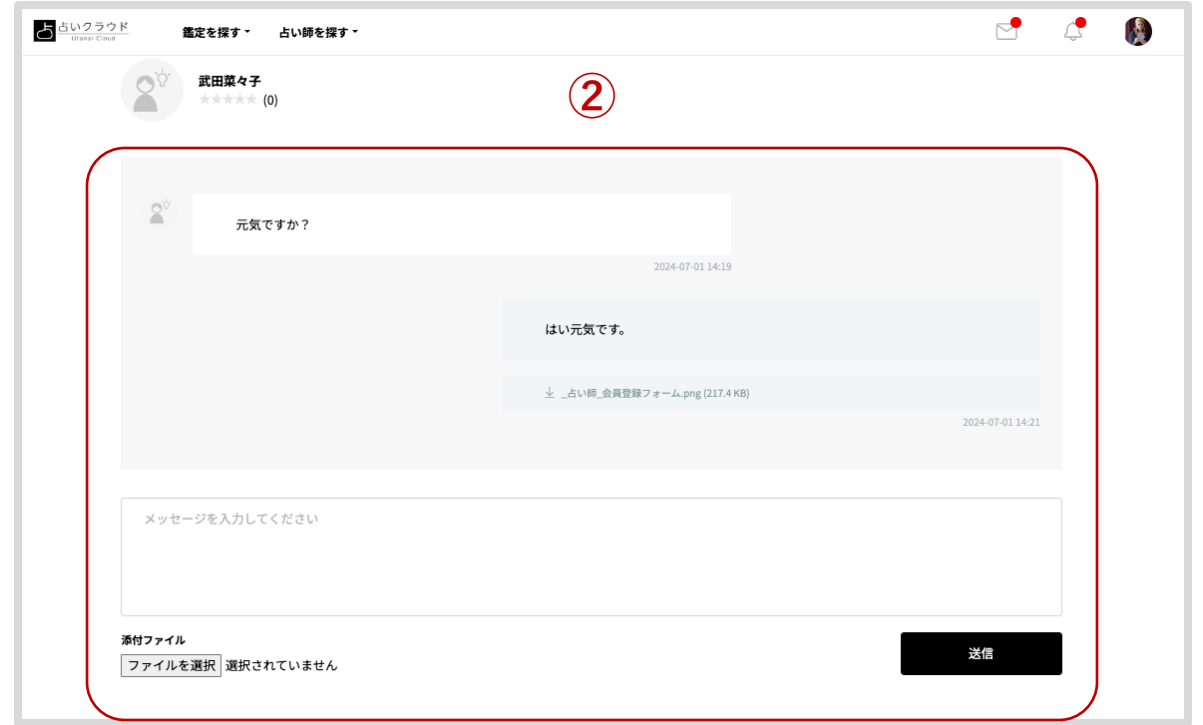 占 占いクラウド
Uranai Cloud
鑑定を探す
占い師を探す
武田菜々子
★★★★★ (0)
②
元気ですか？
2024-07-01 14:19
はい元気です。
_占い師_会員登録フォーム.png (217.4 KB)
2024-07-01 14:21
メッセージを入力してください
添付ファイル
ファイルを選択 選択されていません
送信